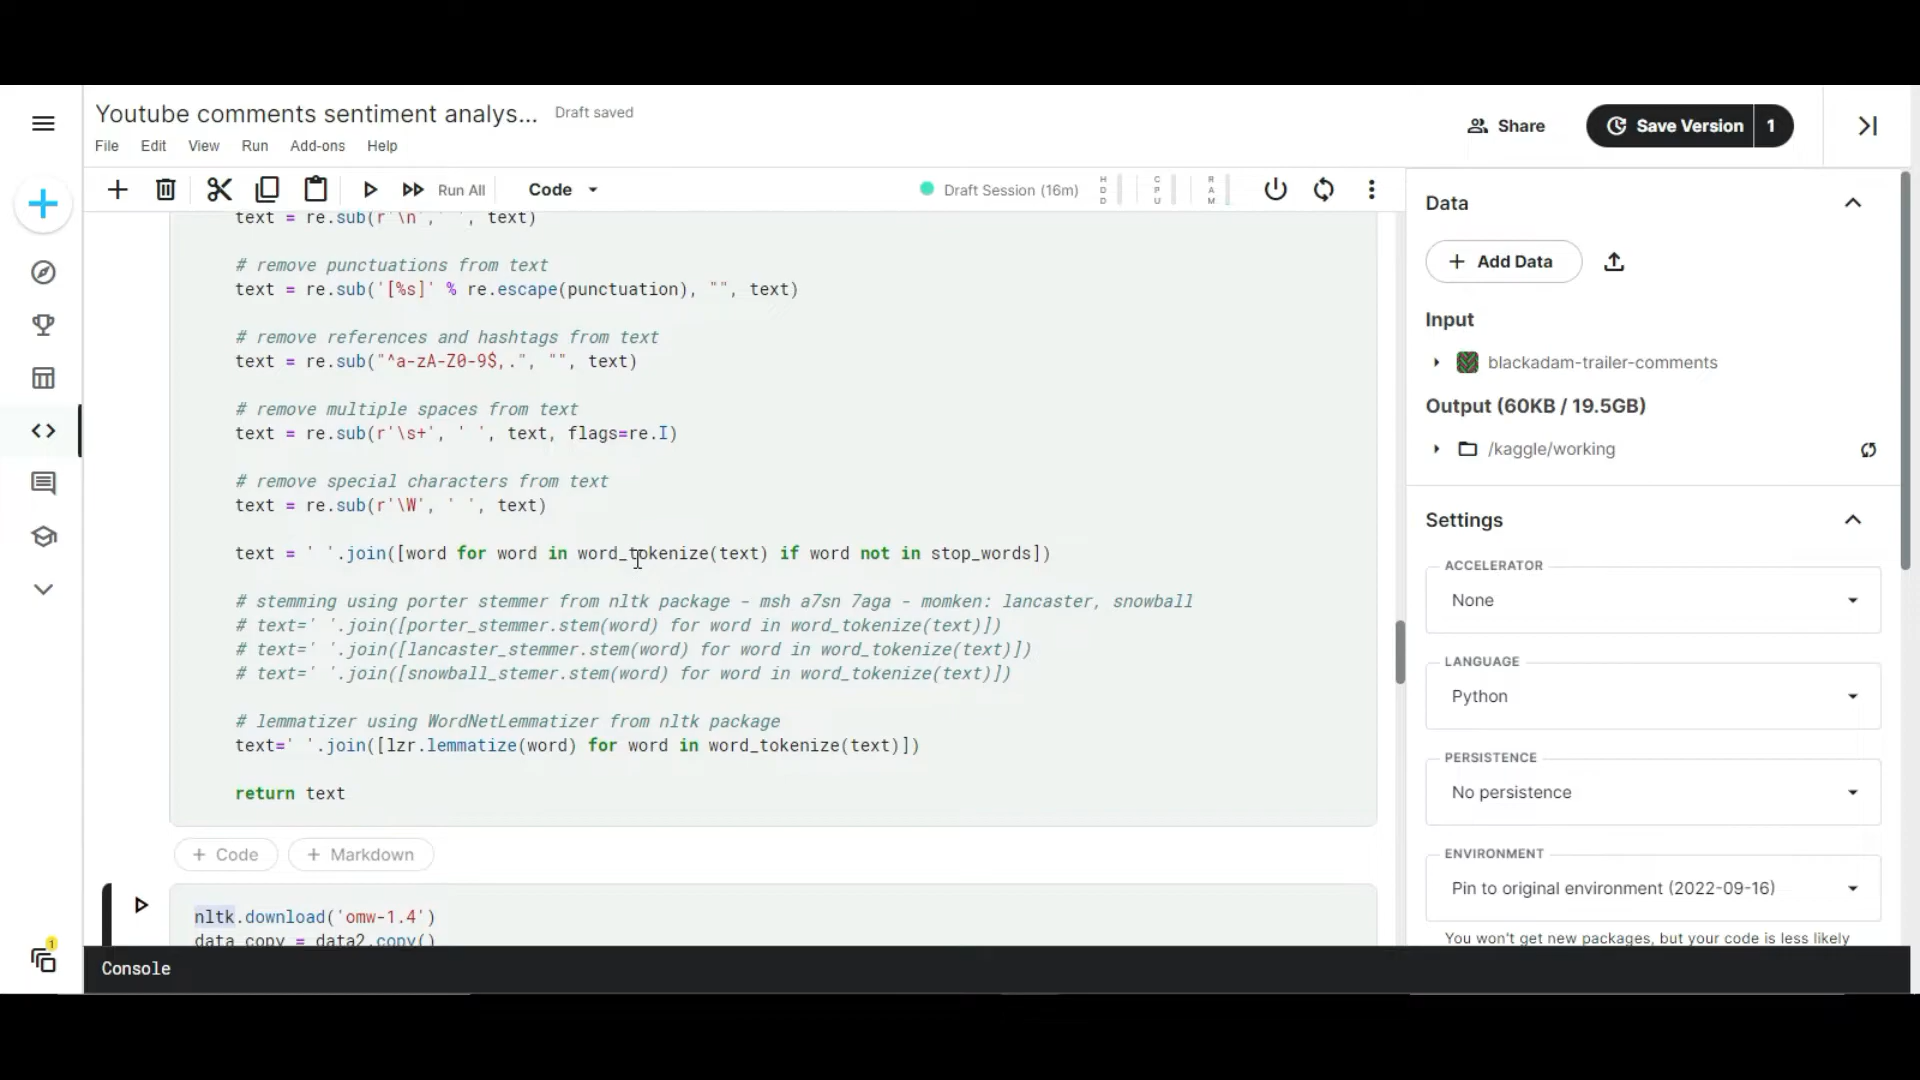 Youtube comments sentiment analys... Draft saved
Share
Save Version 1
File Edit View Run Add-ons Help
Run All Code
Draft Session (16m) HDD CPU RAM
text = re.sub(r'\n',' ', text)
# remove punctuations from text
text = re.sub('[%s]' % re.escape(punctuation), "", text)
# remove references and hashtags from text
text = re.sub("^a-zA-Z0-9$,.", "", text)
# remove multiple spaces from text
text = re.sub(r'\s+', ' ', text, flags=re.I)
# remove special characters from text
text = re.sub(r'\W', ' ', text)
text = ' '.join([word for word in word_tokenize(text) if word not in stop_words])
# stemming using porter stemmer from nltk package - msh a7sn 7aga - momken: lancaster, snowball
# text=' '.join([porter_stemmer.stem(word) for word in word_tokenize(text)])
# text=' '.join([lancaster_stemmer.stem(word) for word in word_tokenize(text)])
# text=' '.join([snowball_stemer.stem(word) for word in word_tokenize(text)])
# lemmatizer using WordNetLemmatizer from nltk package
text=' '.join([lzr.lemmatize(word) for word in word_tokenize(text)])
return text
+ Code + Markdown
nltk.download('omw-1.4')
data_copy = data2.copy()
Console
Data
+ Add Data
Input
blackadam-trailer-comments
Output (60KB / 19.5GB)
/kaggle/working
Settings
ACCELERATOR
None
LANGUAGE
Python
PERSISTENCE
No persistence
ENVIRONMENT
Pin to original environment (2022-09-16)
You won't get new packages, but your code is less likely
1